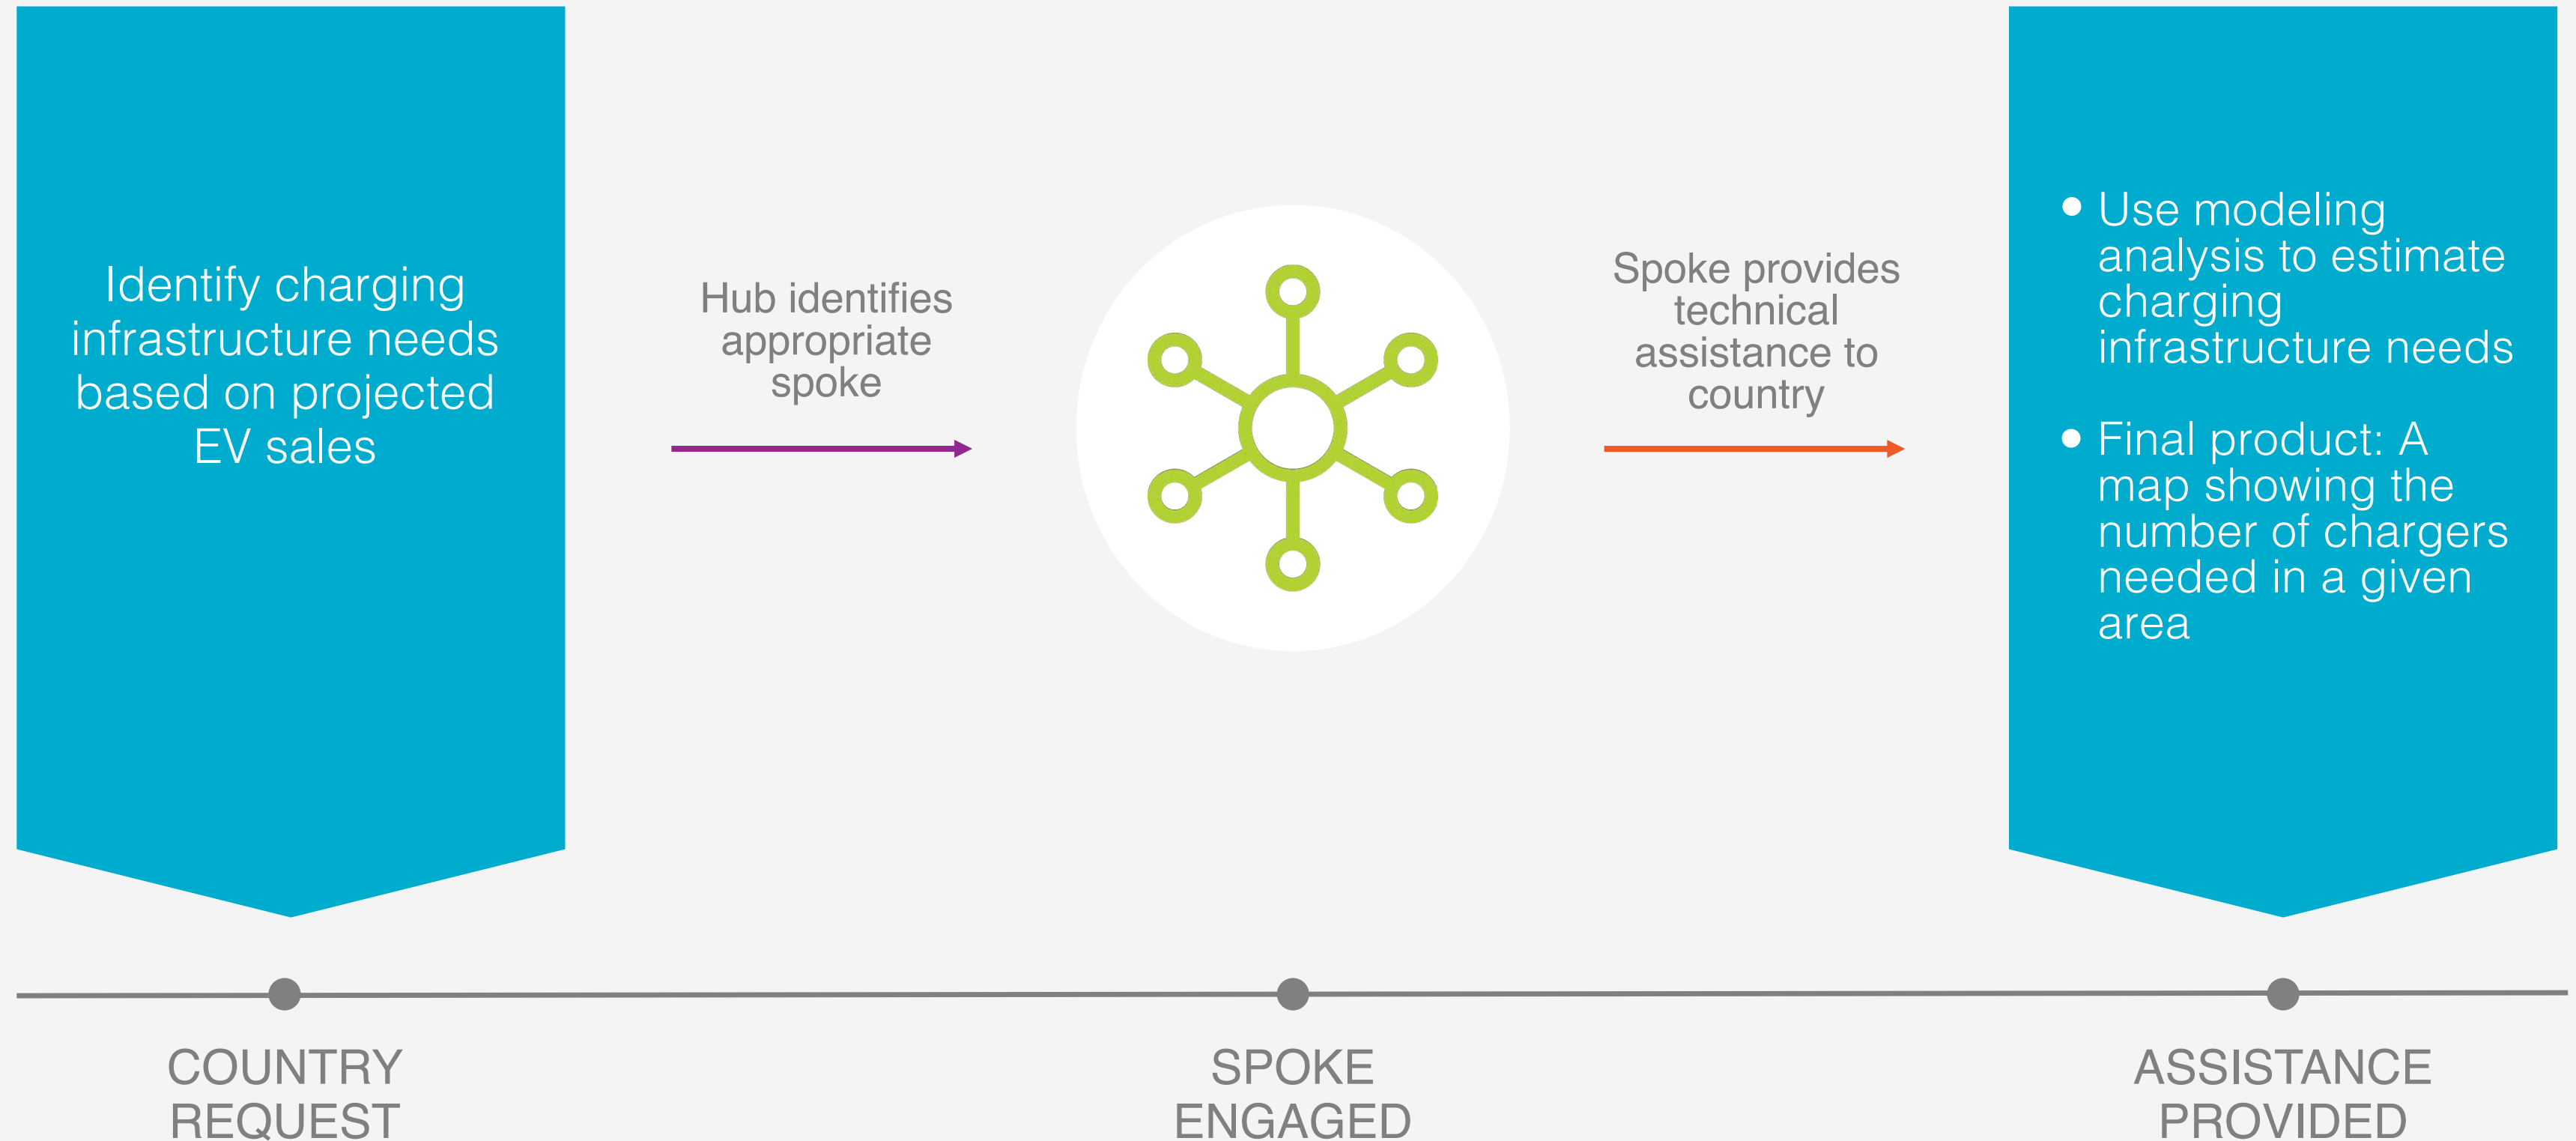 Identify charging
infrastructure needs
based on projected
EV sales
Hub identifies
appropriate
spoke
Spoke provides
technical
assistance to
country
• Use modeling
analysis to estimate
charging
infrastructure needs
• Final product: A
map showing the
number of chargers
needed in a given
area
COUNTRY
REQUEST
SPOKE
ENGAGED
ASSISTANCE
PROVIDED